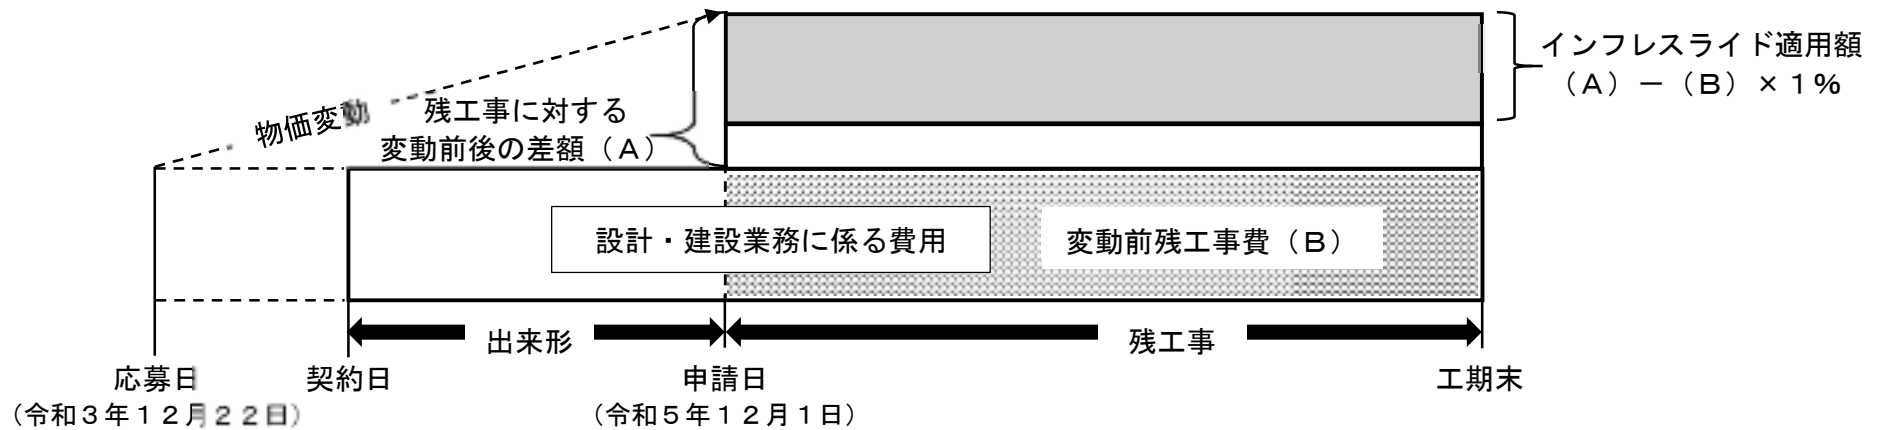 インフレスライド適用額
（Ａ）－（Ｂ）×１％
物価変動
残工事に対する
変動前後の差額（Ａ）
設計・建設業務に係る費用
変動前残工事費（Ｂ）
出来形
残工事
応募日
（令和３年１２月２２日）
契約日
申請日
（令和５年１２月１日）
工期末